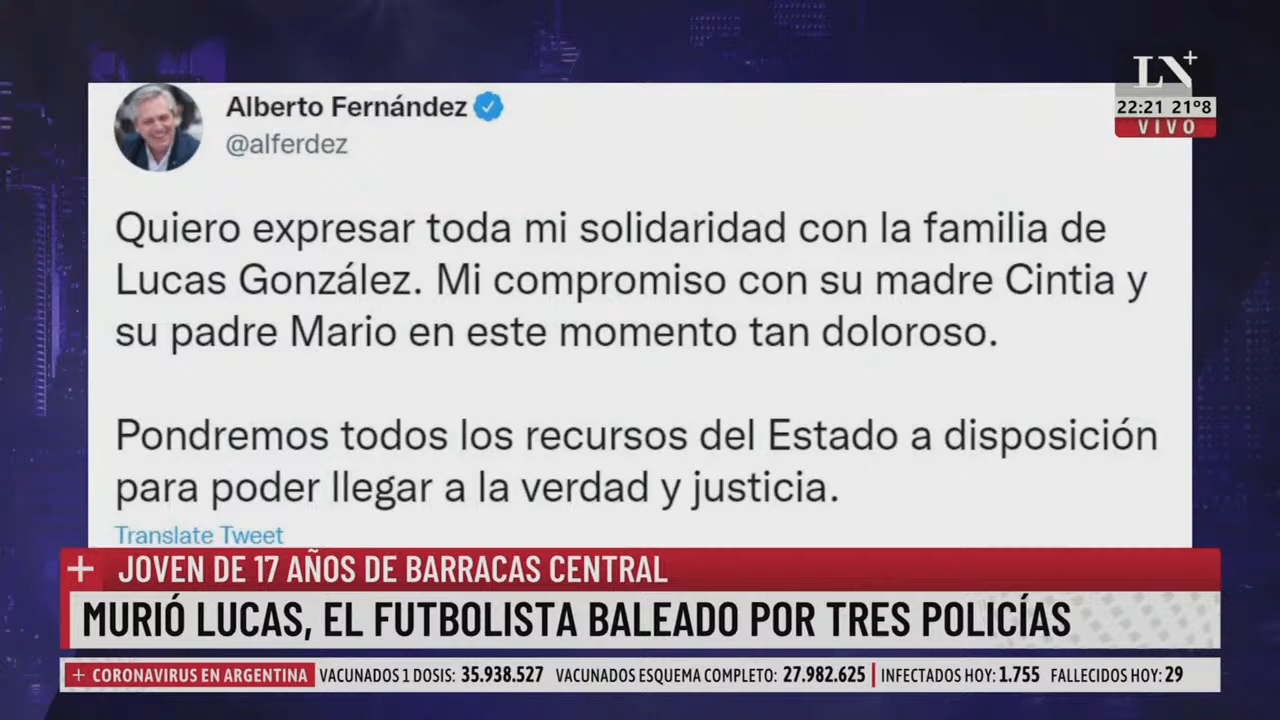 Alberto Fernández
@alferdez
LN+
22:21 21º8
VIVO
Quiero expresar toda mi solidaridad con la familia de
Lucas González. Mi compromiso con su madre Cintia y
su padre Mario en este momento tan doloroso.
Pondremos todos los recursos del Estado a disposición
para poder llegar a la verdad y justicia.
Translate Tweet
+ JOVEN DE 17 AÑOS DE BARRACAS CENTRAL
MURIÓ LUCAS, EL FUTBOLISTA BALEADO POR TRES POLICÍAS
+ CORONAVIRUS EN ARGENTINA VACUNADOS 1 DOSIS: 35.938.527 VACUNADOS ESQUEMA COMPLETO: 27.982.625 INFECTADOS HOY: 1.755 FALLECIDOS HOY: 29